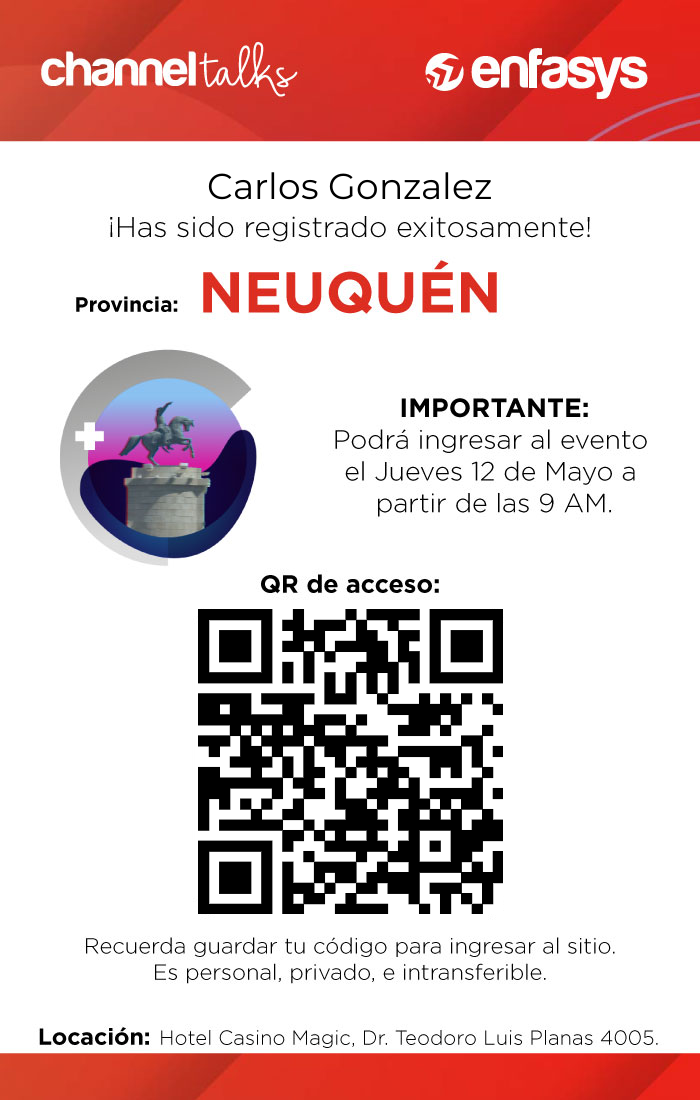 channeltalks
enfasys
Carlos Gonzalez
¡Has sido registrado exitosamente!
Provincia: NEUQUÉN
IMPORTANTE:
Podrá ingresar al evento
el Jueves 12 de Mayo a
partir de las 9 AM.
QR de acceso:
Recuerda guardar tu código para ingresar al sitio.
Es personal, privado, e intransferible.
Locación: Hotel Casino Magic, Dr. Teodoro Luis Planas 4005.